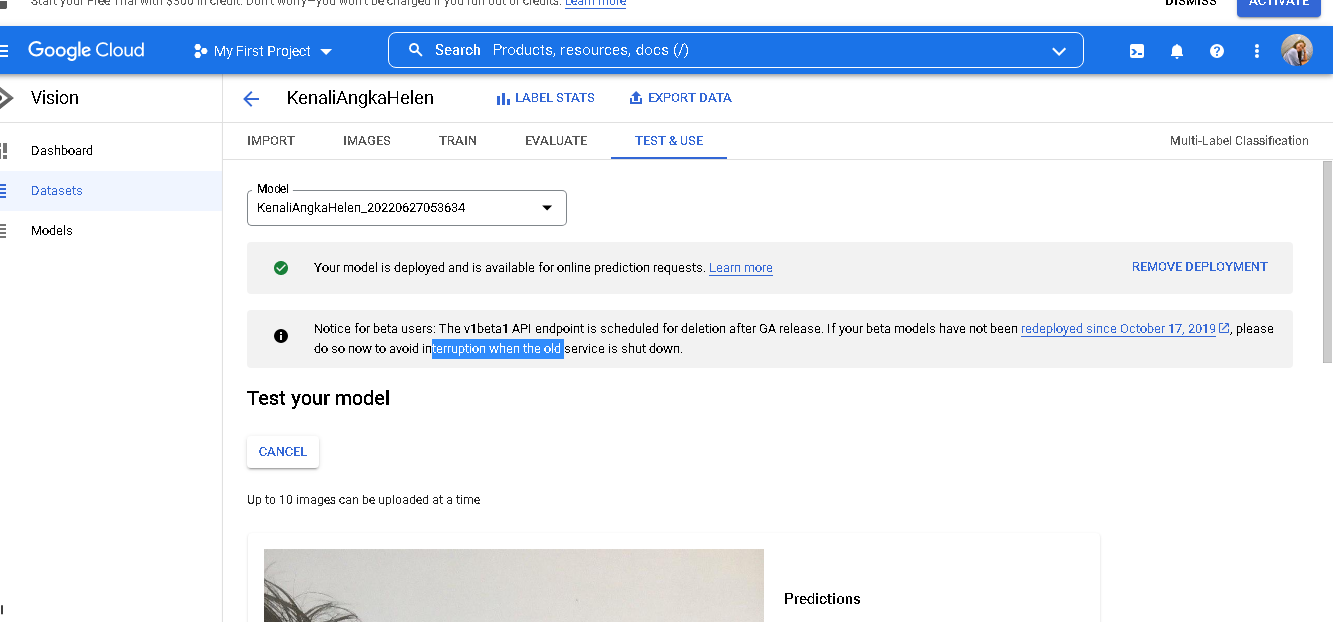 Start your Free Trial with $300 in credit. Don't worry—you won't be charged if you run out of credits. Learn more
DISMISS
ACTIVATE
Google Cloud
My First Project
Search Products, resources, docs (/)
Vision
KenaliAngkaHelen
LABEL STATS
EXPORT DATA
Dashboard
Datasets
Models
IMPORT
IMAGES
TRAIN
EVALUATE
TEST & USE
Multi-Label Classification
Model
KenaliAngkaHelen_20220627053634
Your model is deployed and is available for online prediction requests. Learn more
REMOVE DEPLOYMENT
Notice for beta users: The v1beta1 API endpoint is scheduled for deletion after GA release. If your beta models have not been redeployed since October 17, 2019, please
do so now to avoid interruption when the old service is shut down.
Test your model
CANCEL
Up to 10 images can be uploaded at a time
Predictions